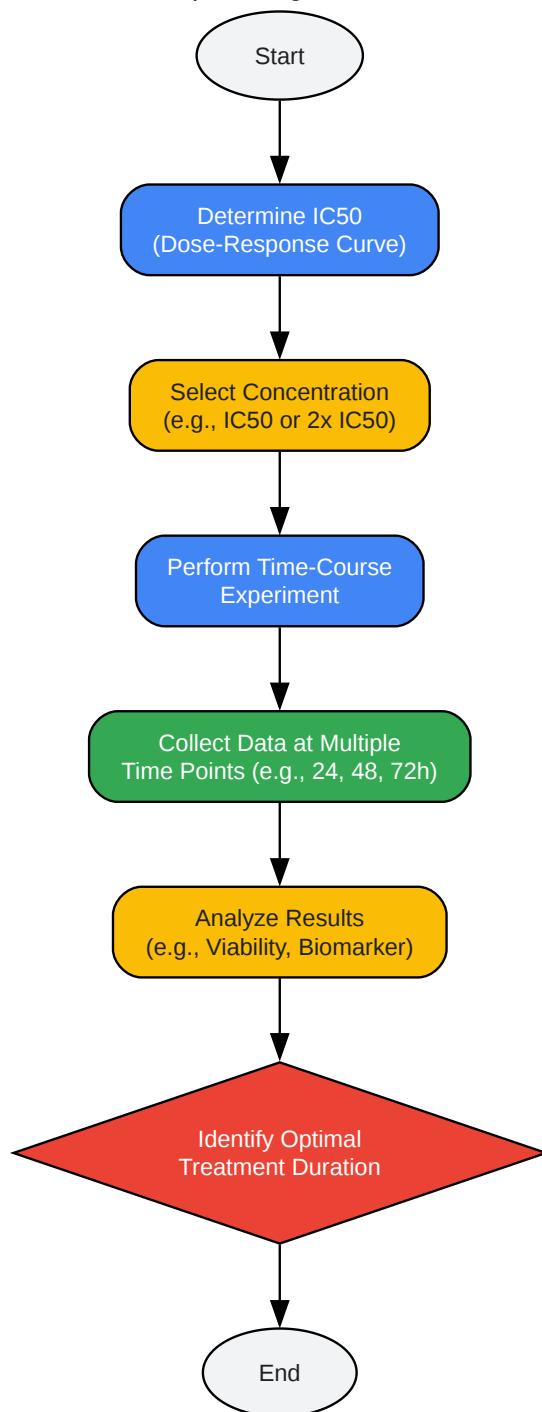 Start
Determine IC50
(Dose-Response Curve)
Select Concentration
(e.g., IC50 or 2x IC50)
Perform Time-Course
Experiment
Collect Data at Multiple
Time Points (e.g., 24, 48, 72h)
Analyze Results
(e.g., Viability, Biomarker)
Identify Optimal
Treatment Duration
End